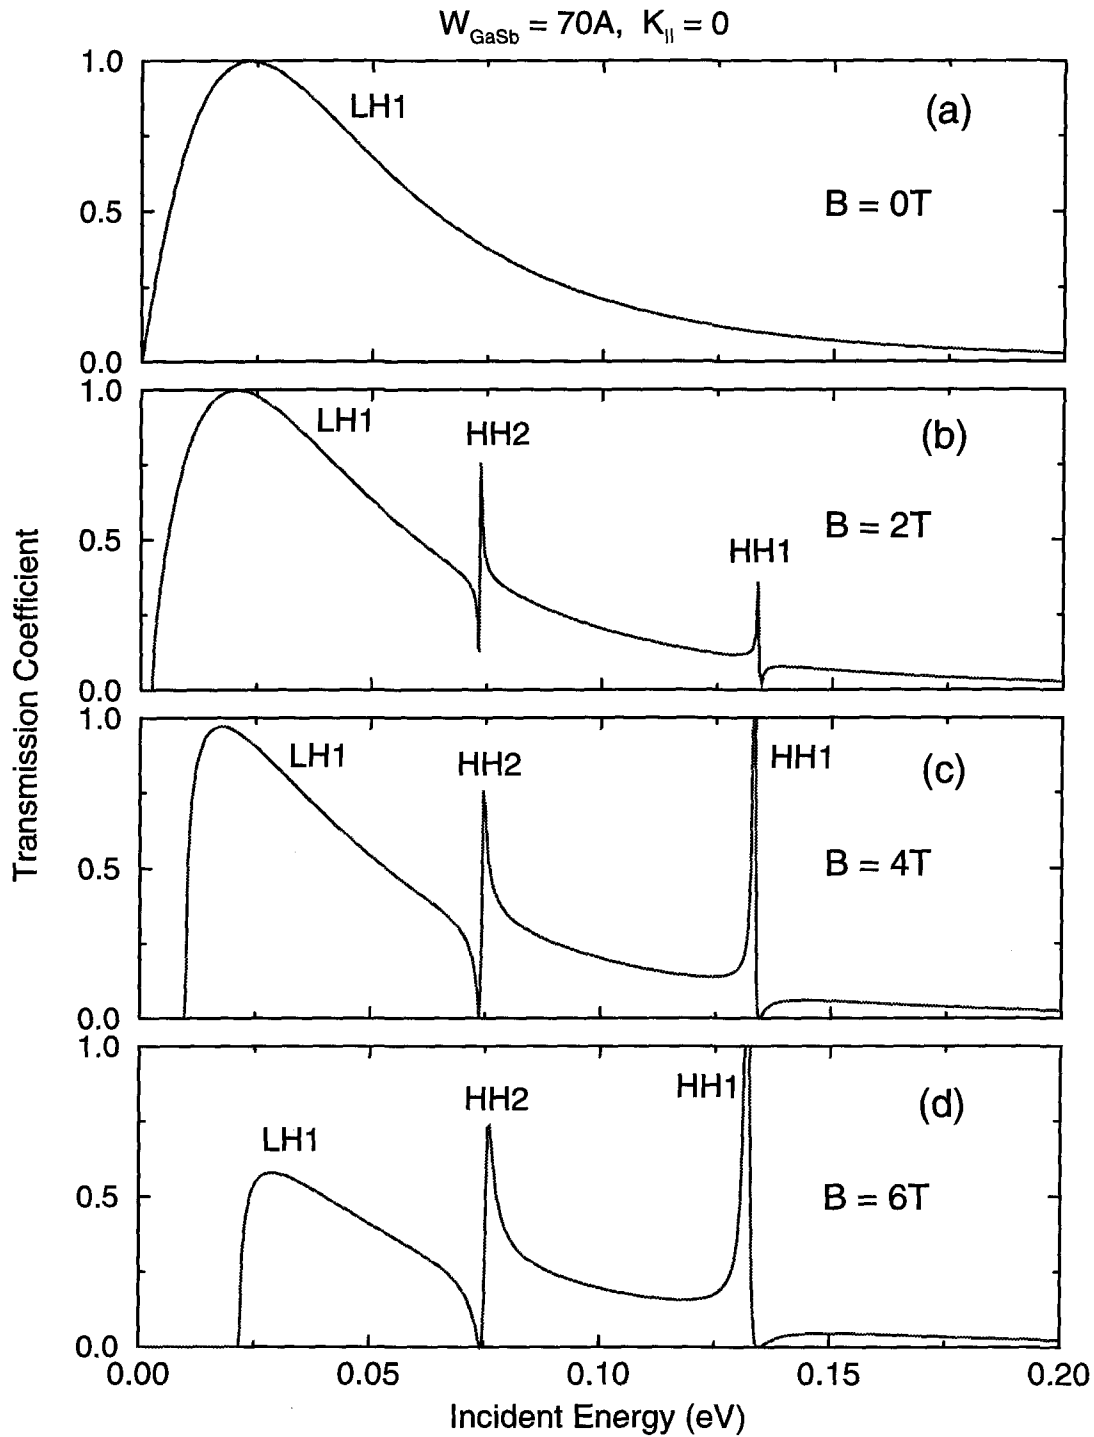 W_GaSb = 70A, K_|| = 0
1.0
0.5
0.0
LH1
(a)
B = 0T
1.0
0.5
0.0
LH1
HH2
HH1
(b)
B = 2T
1.0
0.5
0.0
LH1
HH2
HH1
(c)
B = 4T
1.0
0.5
0.0
LH1
HH2
HH1
(d)
B = 6T
0.00 0.05 0.10 0.15 0.20
Incident Energy (eV)
Transmission Coefficient